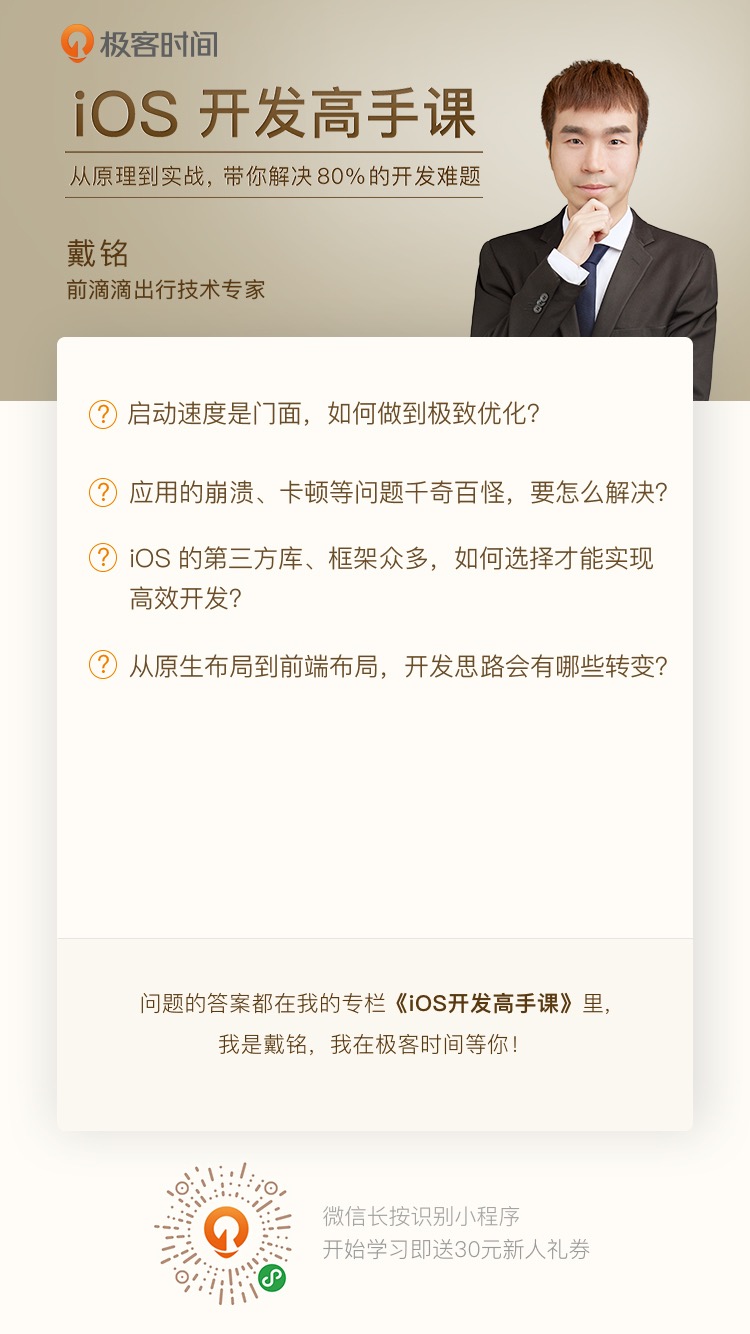 极客时间
iOS 开发高手课
从原理到实战，带你解决80%的开发难题
戴铭
前滴滴出行技术专家
? 启动速度是门面，如何做到极致优化？
? 应用的崩溃、卡顿等问题千奇百怪，要怎么解决？
? iOS 的第三方库、框架众多，如何选择才能实现
高效开发？
? 从原生布局到前端布局，开发思路会有哪些转变？
问题的答案都在我的专栏《iOS开发高手课》里，
我是戴铭，我在极客时间等你！
微信长按识别小程序
开始学习即送30元新人礼券